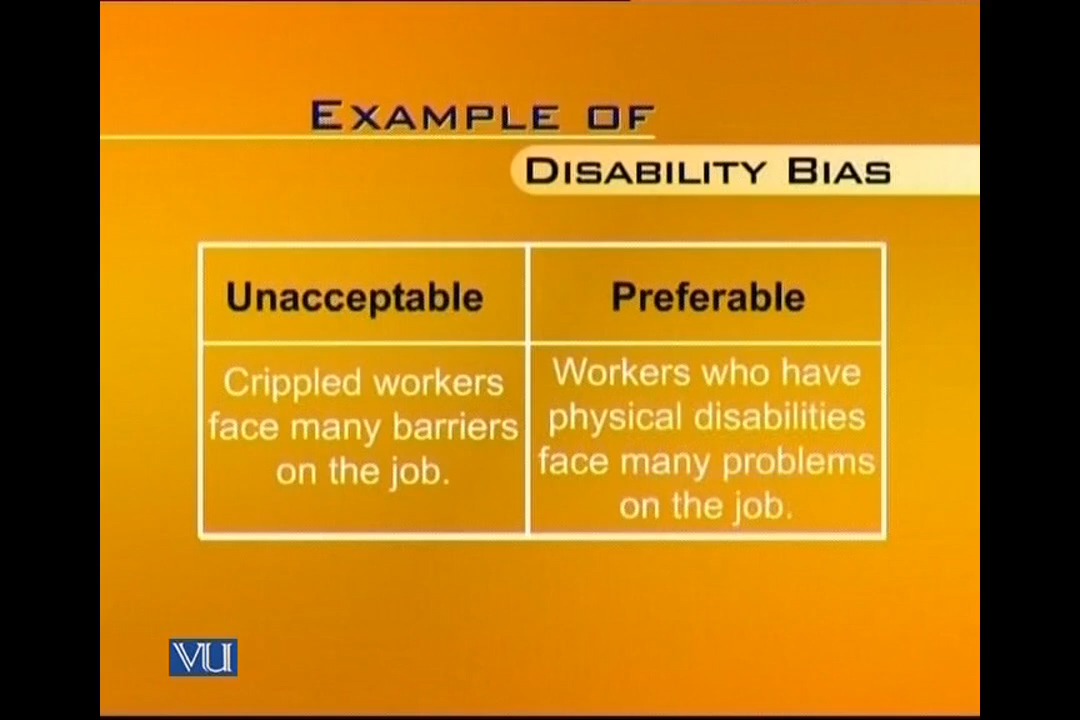 EXAMPLE OF
DISABILITY BIAS
Unacceptable
Preferable
Crippled workers
face many barriers
on the job.
Workers who have
physical disabilities
face many problems
on the job.
VU